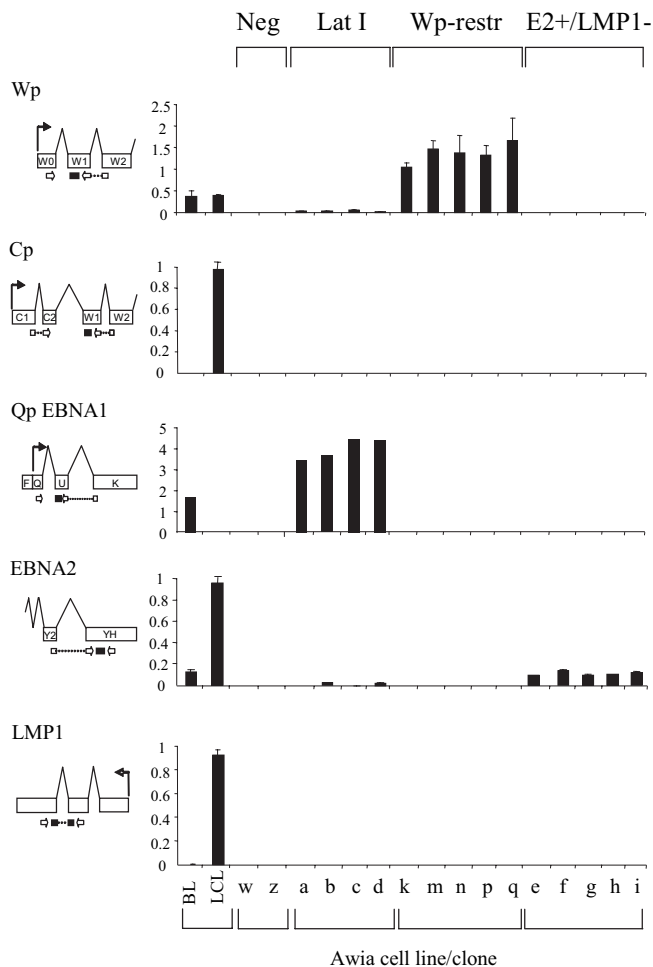 Neg Lat I Wp-restr E2+/LMP1-
Wp
W0 W1 W2
2.5
2
1.5
1
0.5
0
Cp
C1 C2 W1 W2
1
0.8
0.6
0.4
0.2
0
Qp EBNA1
F Q U K
5
4
3
2
1
0
EBNA2
Y2 YH
1
0.8
0.6
0.4
0.2
0
LMP1
1
0.8
0.6
0.4
0.2
0
BL LCL w z a b c d k m n p q e f g h i
Awia cell line/clone